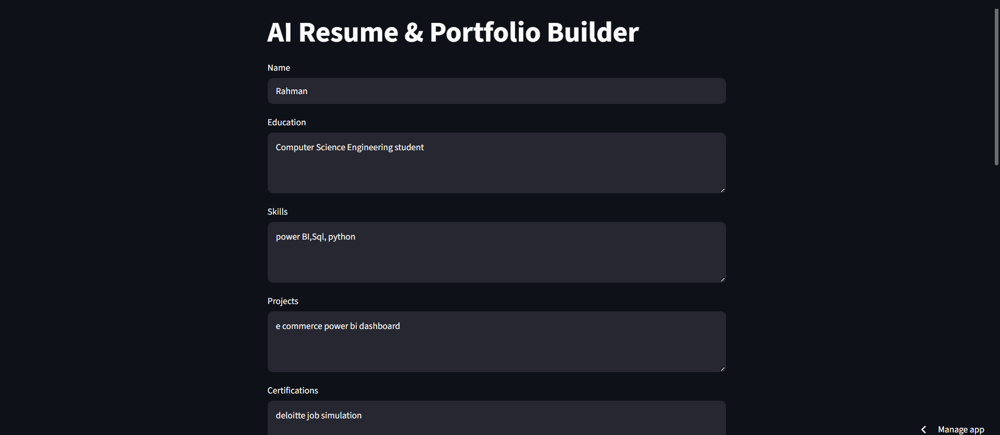 AI Resume & Portfolio Builder
Name
Rahman
Education
Computer Science Engineering student
Skills
power BI,Sql, python
Projects
e commerce power bi dashboard
Certifications
deloitte job simulation
Manage app